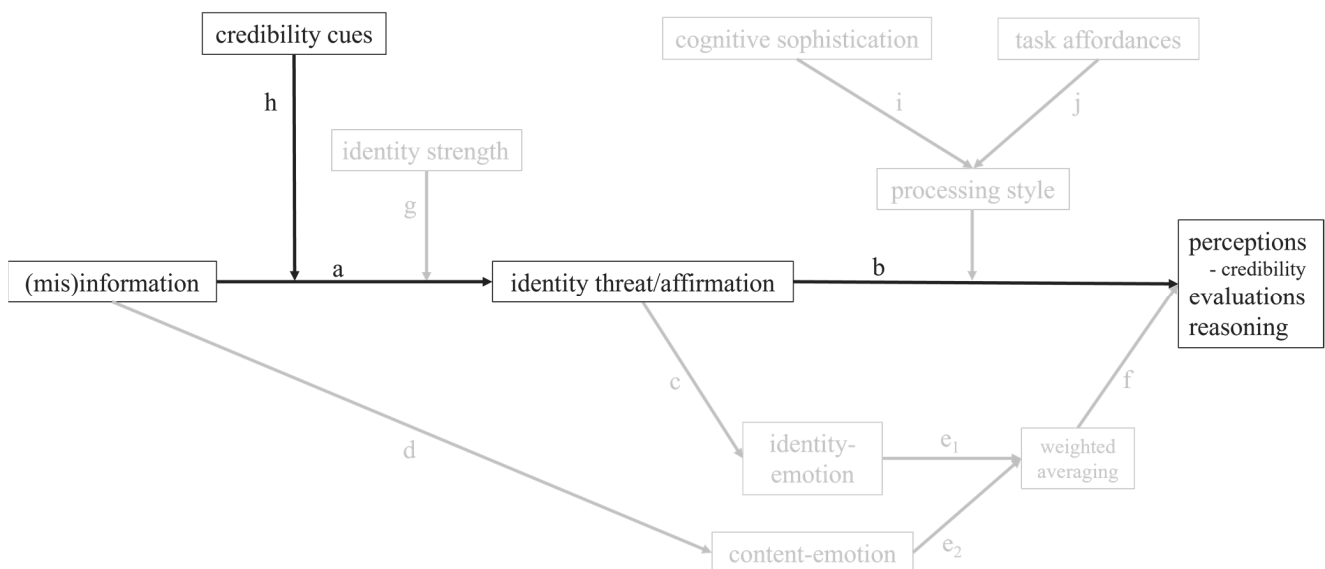 credibility cues
cognitive sophistication
task affordances
h
i
j
identity strength
processing style
g
(mis)information
a
identity threat/affirmation
b
perceptions
- credibility
evaluations
reasoning
c
f
d
identity-
emotion
e₁
weighted
averaging
content-emotion
e₂